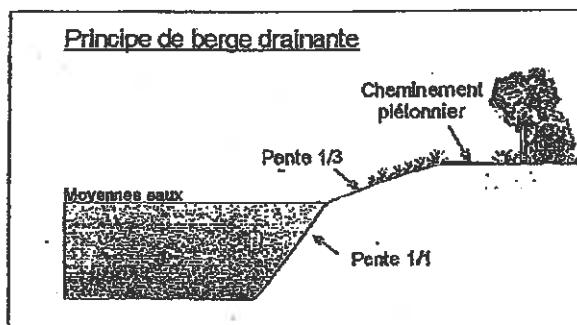 Principe de berge drainante
Cheminement
piétonnier
Pente 1/3
Moyennes eaux
Pente 1/1